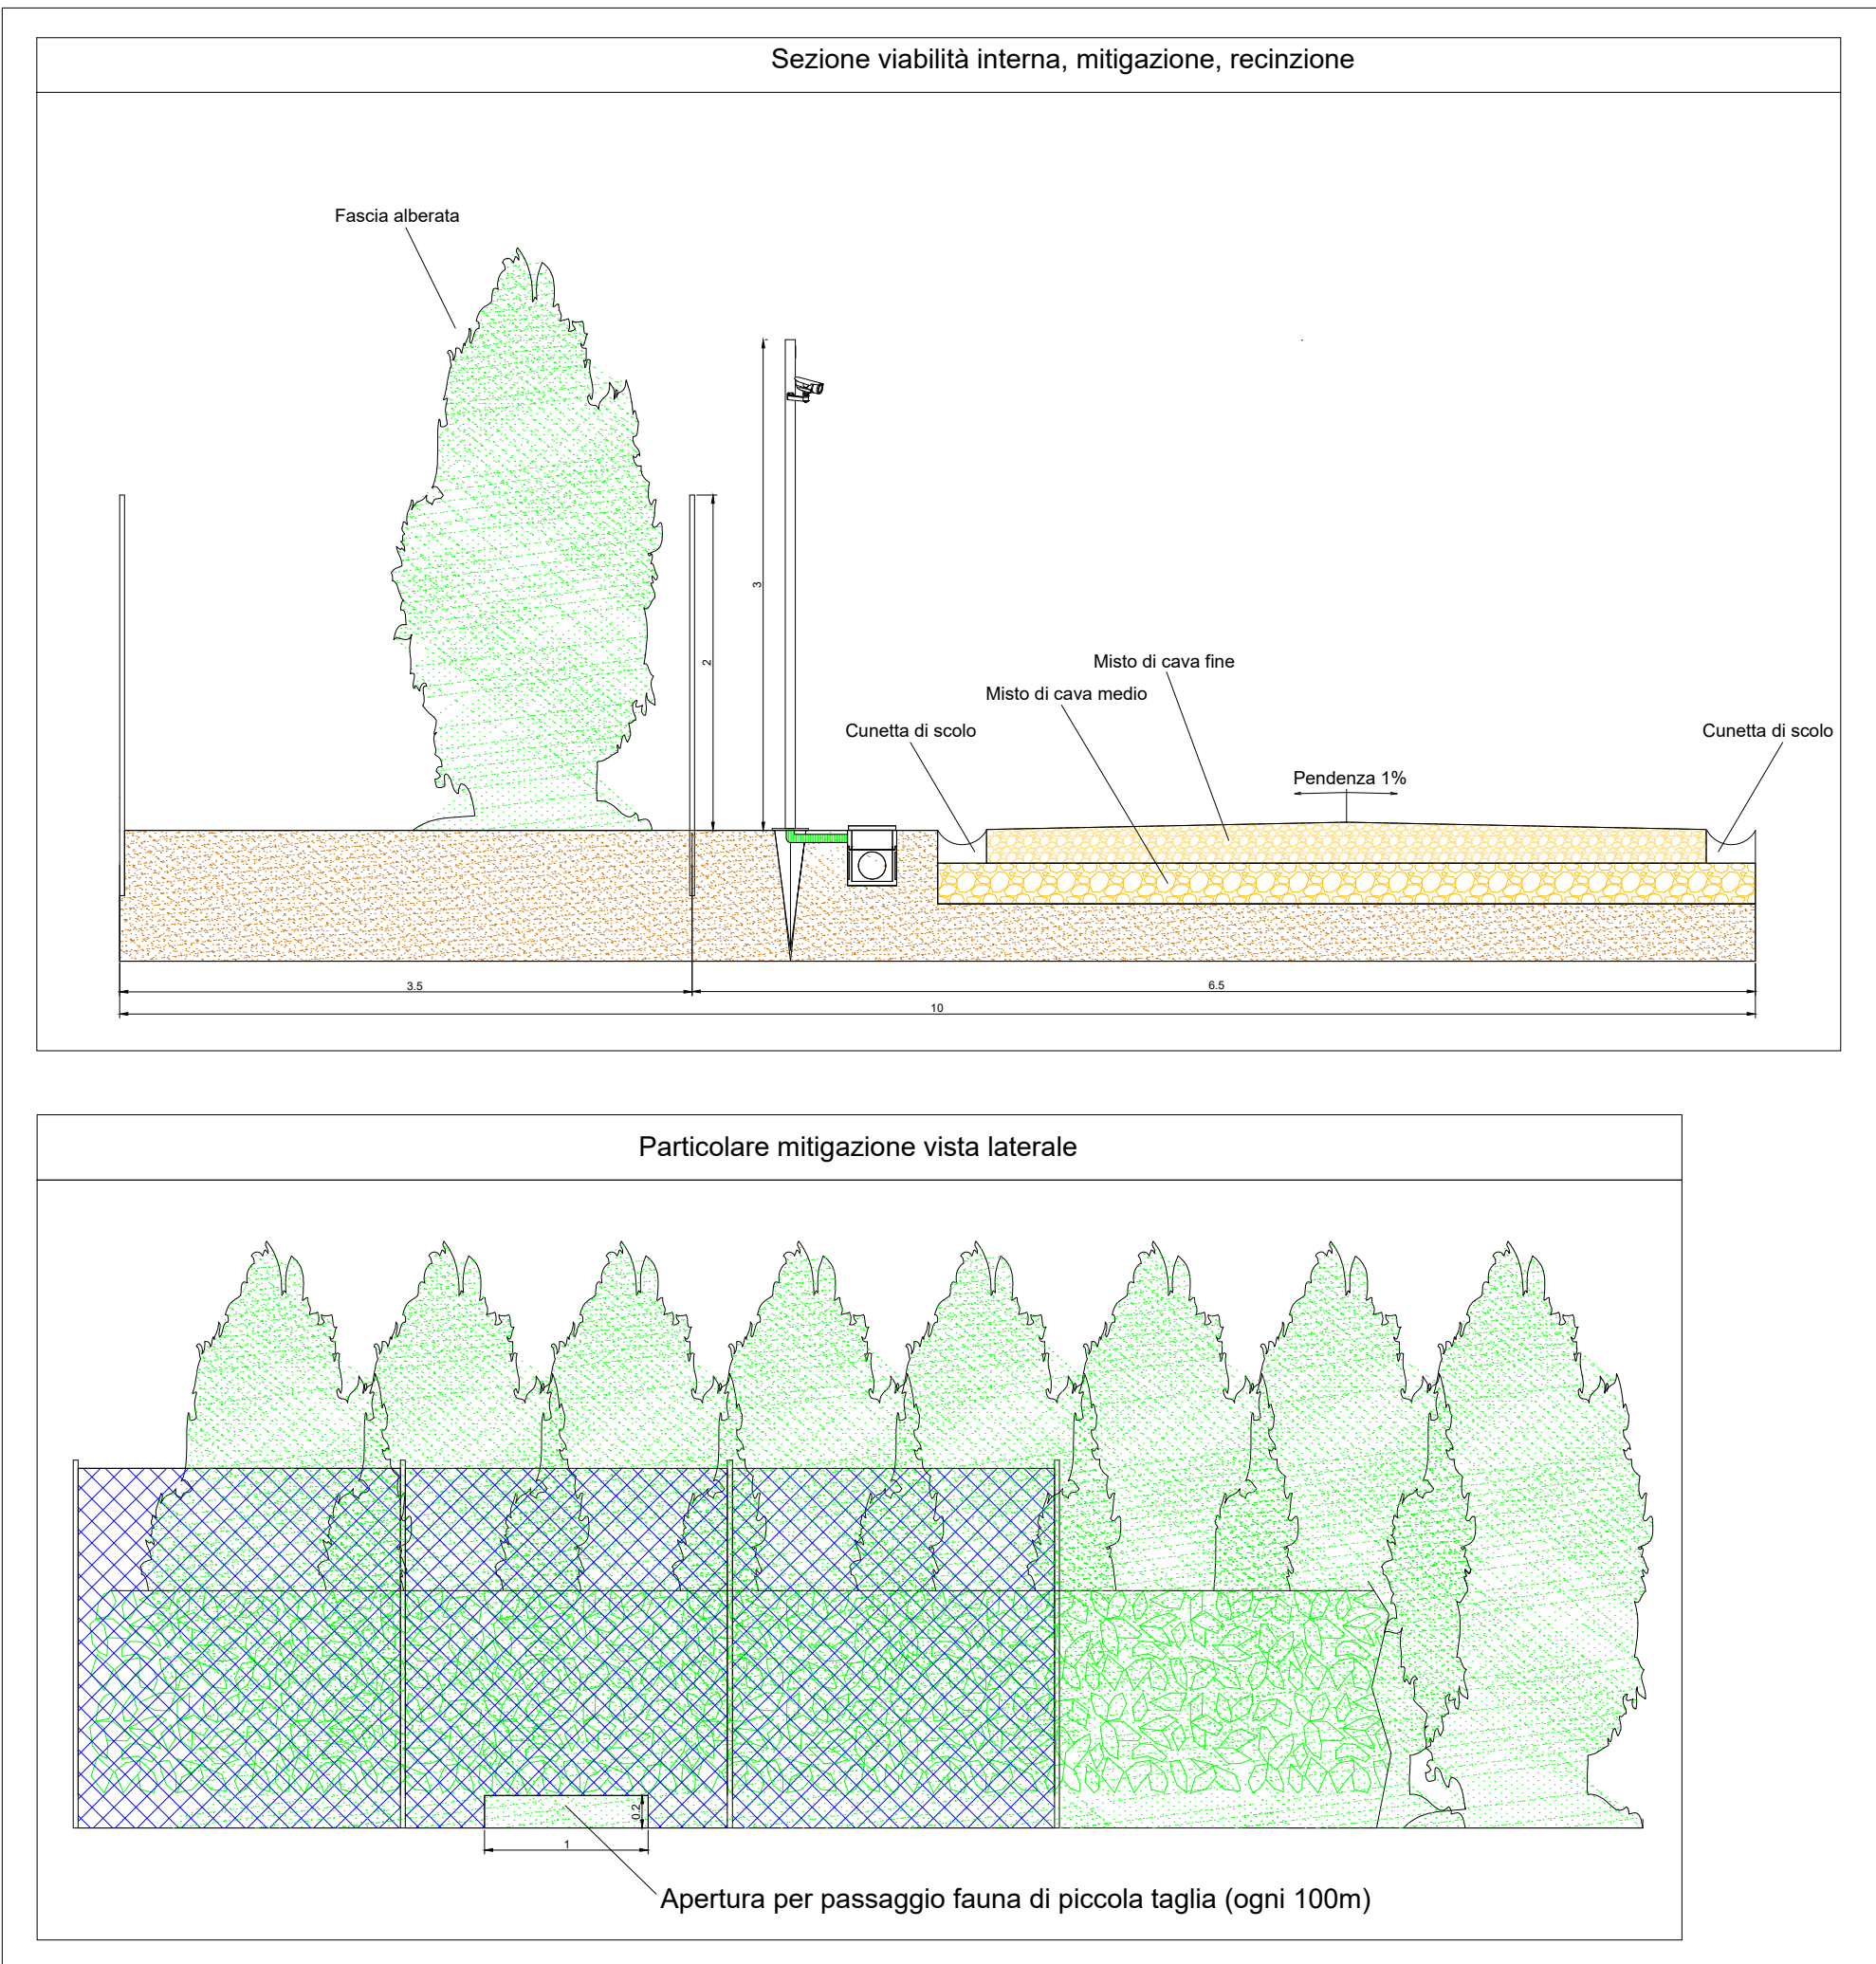 Sezione viabilità interna, mitigazione, recinzione
Fascia alberata
3
2
Misto di cava fine
Misto di cava medio
Cunetta di scolo
Cunetta di scolo
Pendenza 1%
3.5
6.5
10
Particolare mitigazione vista laterale
0.2
1
Apertura per passaggio fauna di piccola taglia (ogni 100m)